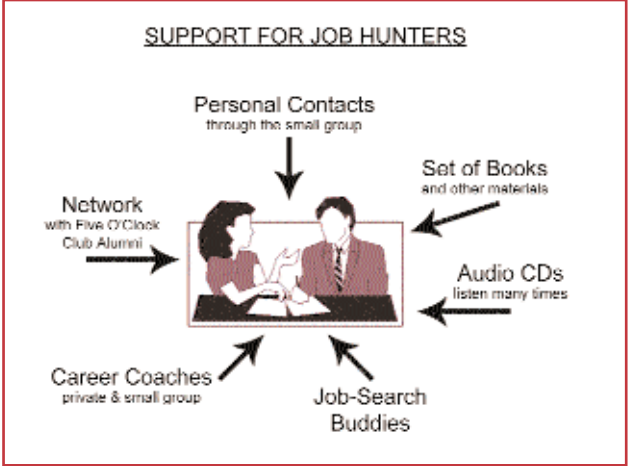 SUPPORT FOR JOB HUNTERS
Personal Contacts
through the small group
Set of Books
and other materials
Network
with Five O'Clock
Club Alumni
Audio CDs
listen many times
Career Coaches
private & small group
Job-Search
Buddies